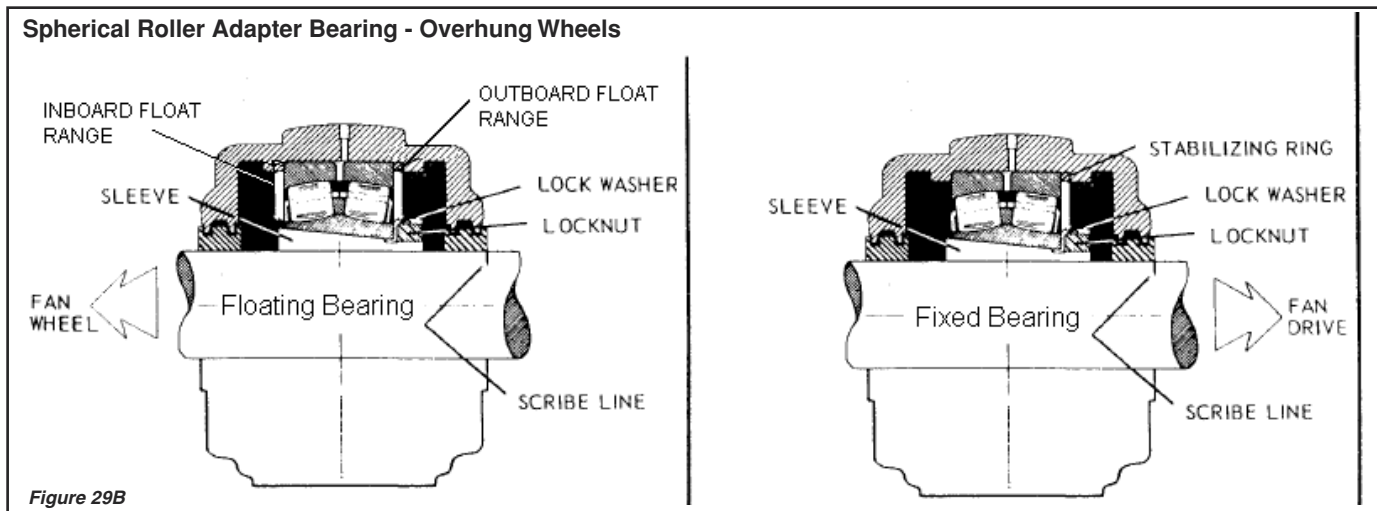 Spherical Roller Adapter Bearing - Overhung Wheels
INBOARD FLOAT
RANGE
OUTBOARD FLOAT
RANGE
SLEEVE
LOCK WASHER
LOCKNUT
FAN
WHEEL
Floating Bearing
SCRIBE LINE
STABILIZING RING
LOCK WASHER
SLEEVE
LOCKNUT
Fixed Bearing
FAN
DRIVE
SCRIBE LINE
Figure 29B